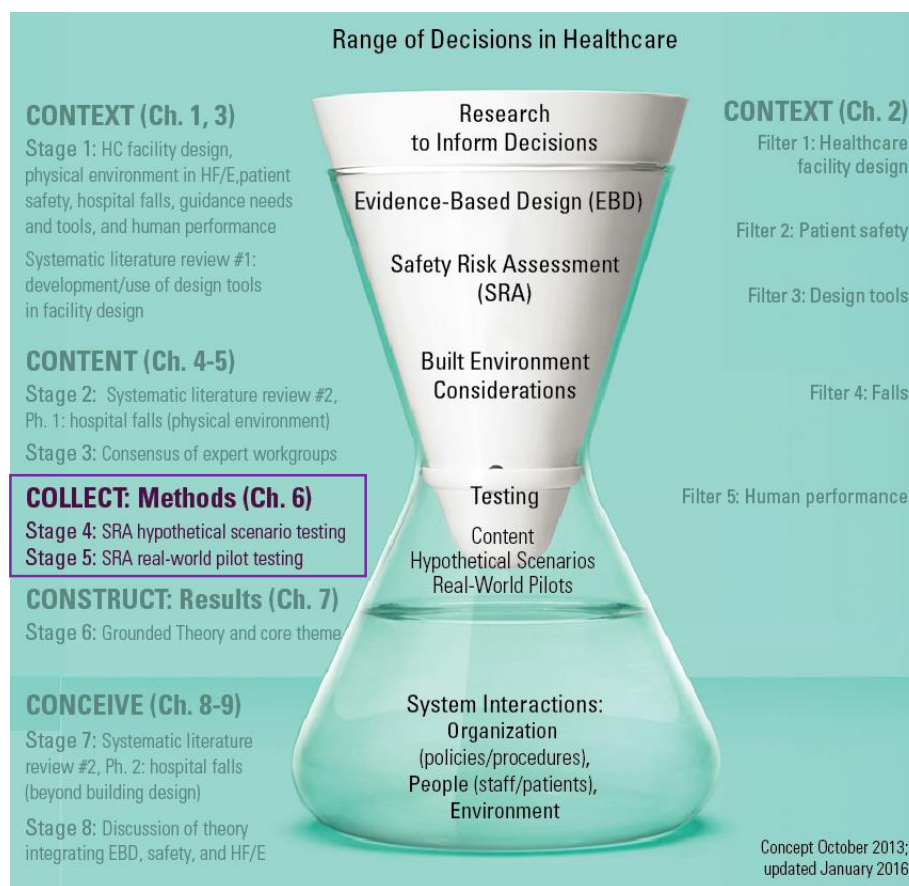 Range of Decisions in Healthcare
CONTEXT (Ch. 1, 3)
Stage 1: HC facility design,
physical environment in HF/E,patient
safety, hospital falls, guidance needs
and tools, and human performance
Systematic literature review #1:
development/use of design tools
in facility design
CONTENT (Ch. 4-5)
Stage 2: Systematic literature review #2,
Ph. 1: hospital falls (physical environment)
Stage 3: Consensus of expert workgroups
COLLECT: Methods (Ch. 6)
Stage 4: SRA hypothetical scenario testing
Stage 5: SRA real-world pilot testing
CONSTRUCT: Results (Ch. 7)
Stage 6: Grounded Theory and core theme
CONCEIVE (Ch. 8-9)
Stage 7: Systematic literature
review #2, Ph. 2: hospital falls
(beyond building design)
Stage 8: Discussion of theory
integrating EBD, safety, and HF/E
Research
to Inform Decisions
Evidence-Based Design (EBD)
Safety Risk Assessment
(SRA)
Built Environment
Considerations
Testing
Content
Hypothetical Scenarios
Real-World Pilots
System Interactions:
Organization
(policies/procedures),
People (staff/patients),
Environment
CONTEXT (Ch. 2)
Filter 1: Healthcare
facility design
Filter 2: Patient safety
Filter 3: Design tools
Filter 4: Falls
Filter 5: Human performance
Concept October 2013;
updated January 2016